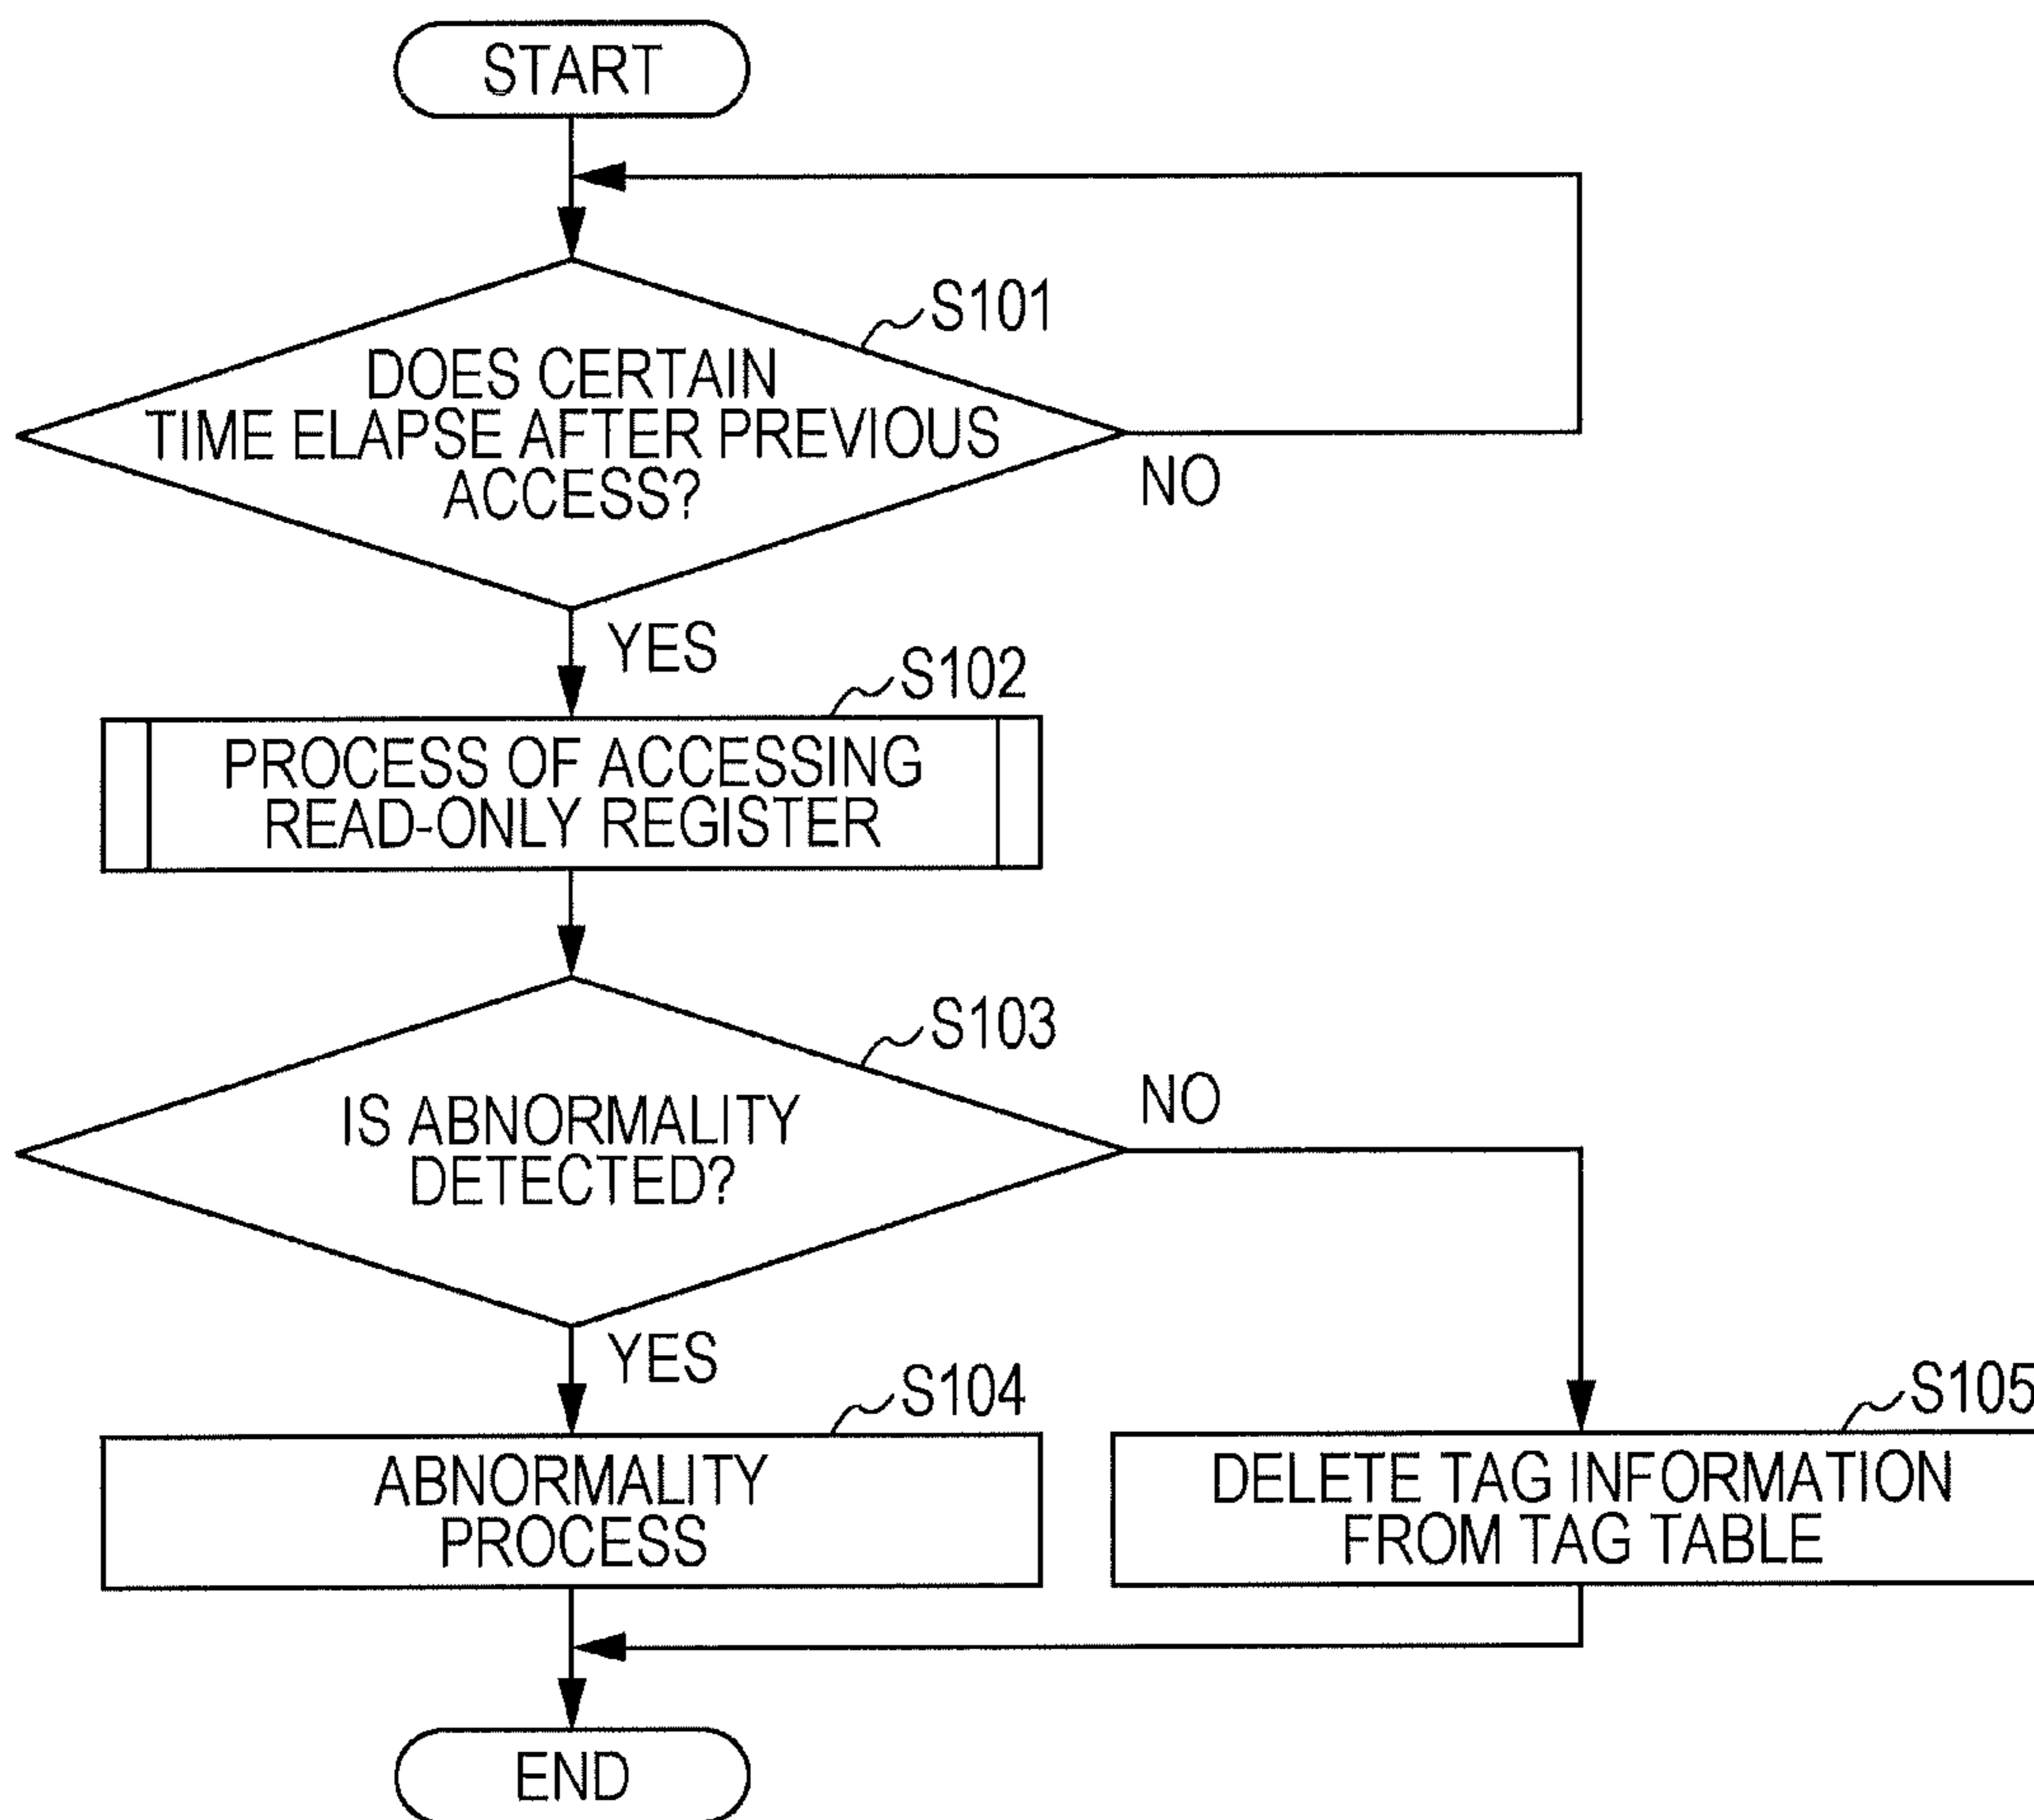 START
S101
DOES CERTAIN
TIME ELAPSE AFTER PREVIOUS
ACCESS?
NO
YES
S102
PROCESS OF ACCESSING
READ-ONLY REGISTER
S103
NO
IS ABNORMALITY
DETECTED?
YES
S104
S105
ABNORMALITY
PROCESS
DELETE TAG INFORMATION
FROM TAG TABLE
END